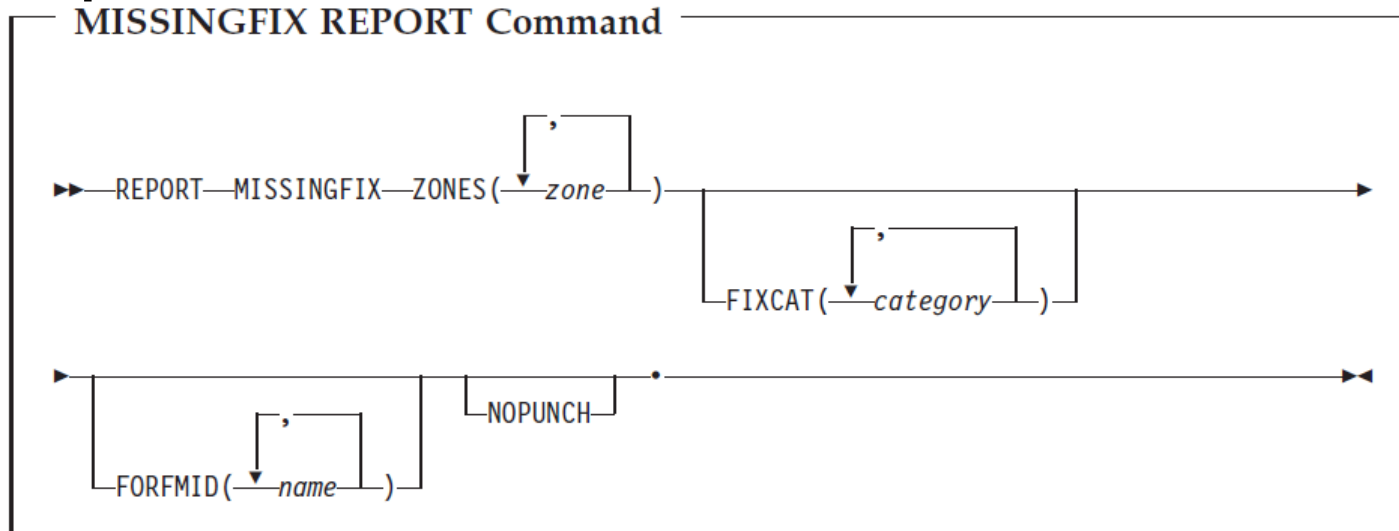 MISSINGFIX REPORT Command
,
REPORT MISSINGFIX ZONES( zone )
,
FIXCAT( category )
.
NOPUNCH
,
FORFMID( name )